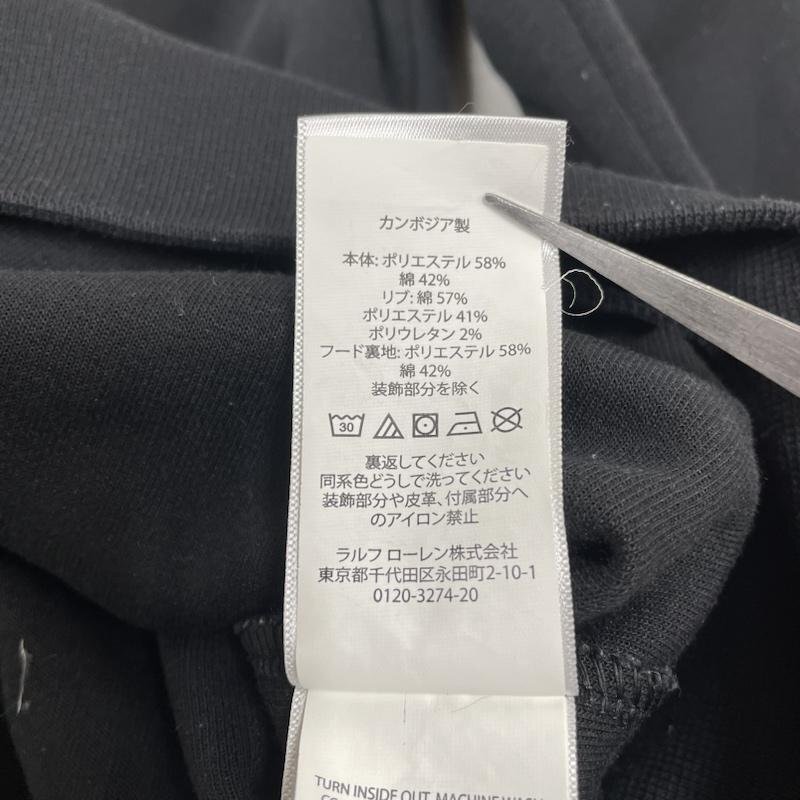 カンボジア製
本体: ポリエステル 58%
綿 42%
リブ: 綿 57%
ポリエステル 41%
ポリウレタン 2%
フード裏地: ポリエステル 58%
綿 42%
装飾部分を除く
30
裏返してください
同系色どうしで洗ってください
装飾部分や皮革、付属部分へ
のアイロン禁止
ラルフ ローレン株式会社
東京都千代田区永田町2-10-1
0120-3274-20
TURN INSIDE OUT, MACHINE WASH